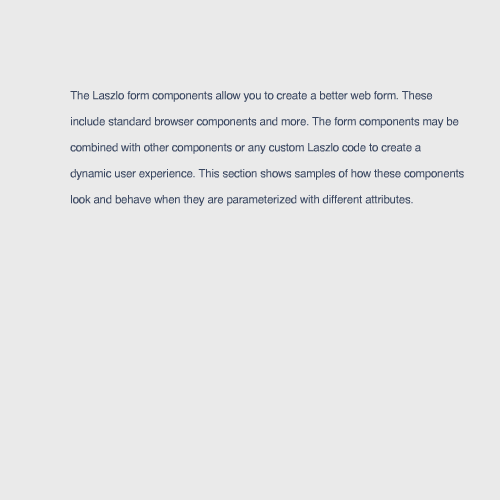 The Laszlo form components allow you to create a better web form. These
include standard browser components and more. The form components may be
combined with other components or any custom Laszlo code to create a
dynamic user experience. This section shows samples of how these components
look and behave when they are parameterized with different attributes.